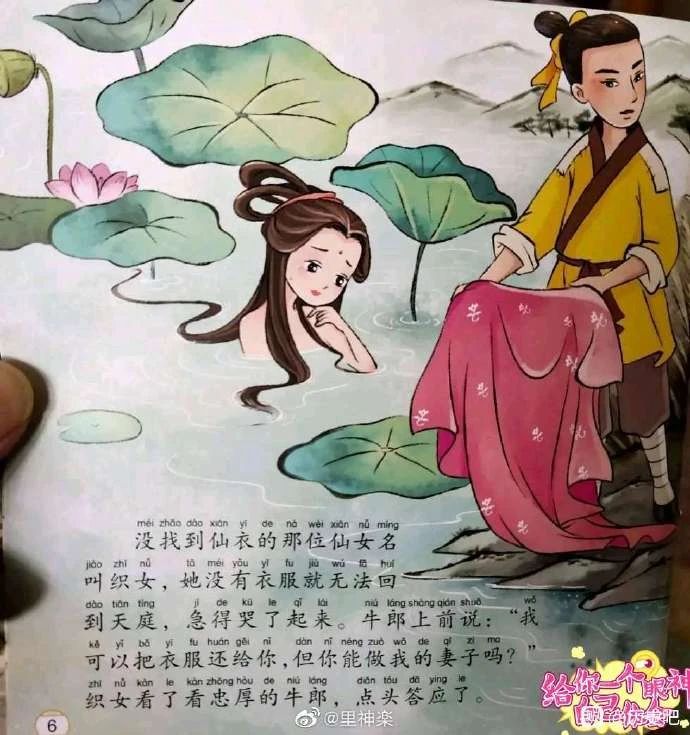 méi zhǎo dào xiān yī de nà wèi xiān nǚ míng
没找到仙衣的那位仙女名
jiào zhī nǚ tā méi yǒu yī fu jiù wú fǎ huí
叫织女，她没有衣服就无法回
dào tiān tíng jí de kū le qǐ lái niú láng shàng qián shuō wǒ
到天庭，急得哭了起来。牛郎上前说：“我
kě yǐ bǎ yī fu huán gěi nǐ dàn nǐ néng zuò wǒ de qī zi ma
可以把衣服还给你，但你能做我的妻子吗？”
zhī nǚ kàn le kàn zhōng hòu de niú láng diǎn tóu dā ying le
织女看了看忠厚的牛郎，点头答应了。
6
@里神楽
给你一个眼神